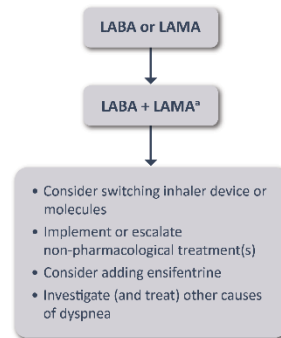 LABA or LAMA
LABA + LAMAª
• Consider switching inhaler device or
molecules
• Implement or escalate
non-pharmacological treatment(s)
• Consider adding ensifentrine
• Investigate (and treat) other causes
of dyspnea